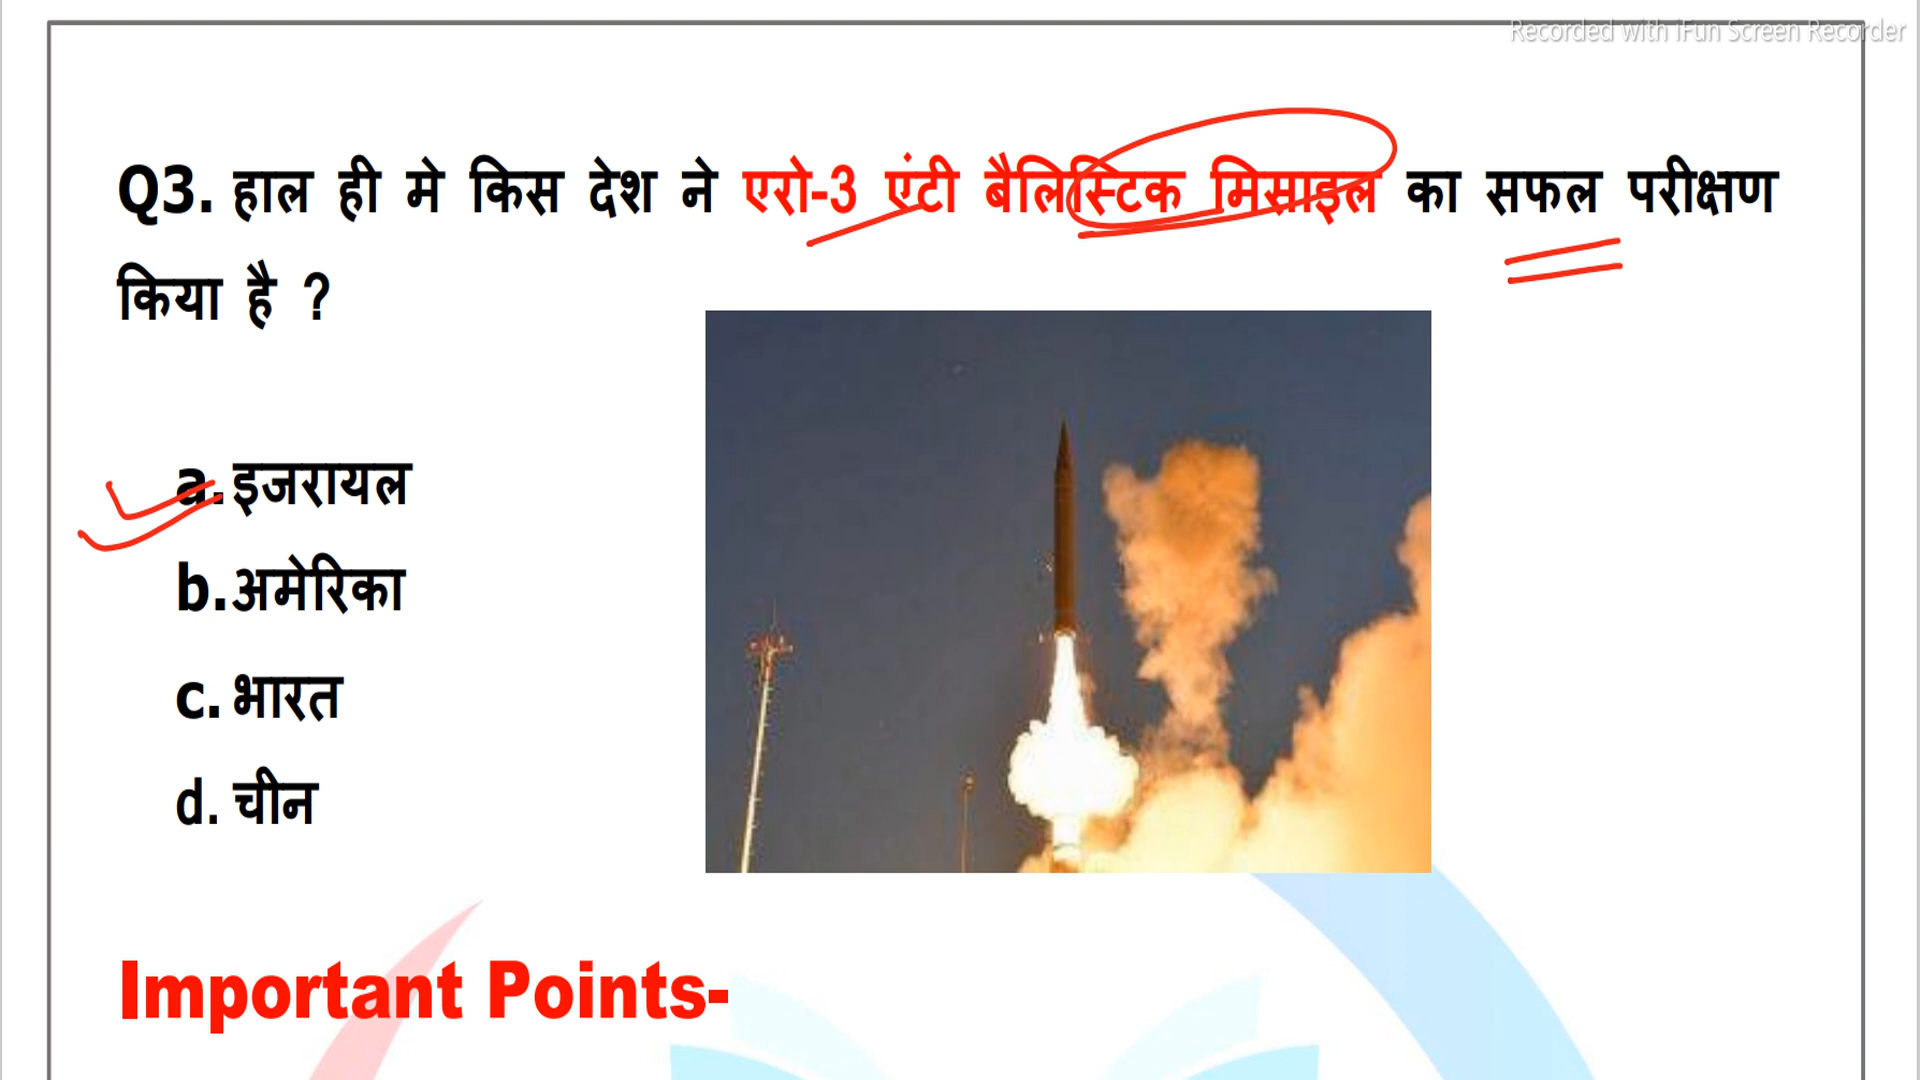 Recorded with iFun Screen Recorder
Q3. हाल ही मे किस देश ने एरो-3 एंटी बैलिस्टिक मिसाइल का सफल परीक्षण
किया है ?
a. इजरायल
b. अमेरिका
c. भारत
d. चीन
Important Points-